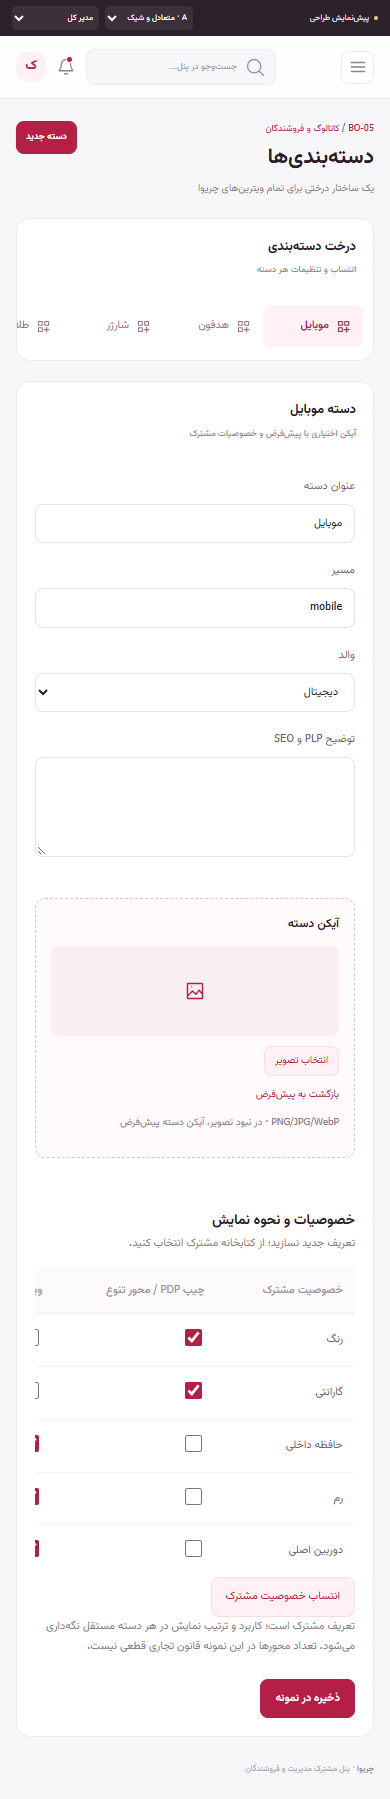 پیش‌نمایش طراحی
A · متعادل و شیک
مدیر کل
جست‌وجو در پنل...
ک
BO-05 / کاتالوگ و فروشندگان
دسته‌بندی‌ها
دسته جدید
یک ساختار درختی برای تمام ویترین‌های چریوا
درخت دسته‌بندی
انتساب و تنظیمات هر دسته
موبایل
هدفون
شارژر
طلا
دسته موبایل
آیکن اختیاری با پیش‌فرض و خصوصیات مشترک
عنوان دسته
موبایل
مسیر
mobile
والد
دیجیتال
توضیح PLP و SEO
آیکن دسته
انتخاب تصویر
بازگشت به پیش‌فرض
PNG/JPG/WebP · در نبود تصویر، آیکن دسته پیش‌فرض
خصوصیات و نحوه نمایش
تعریف جدید نسازید؛ از کتابخانه مشترک انتخاب کنید.
خصوصیت مشترک
چیپ PDP / محور تنوع
رنگ
گارانتی
حافظه داخلی
رم
دوربین اصلی
انتساب خصوصیت مشترک
تعریف مشترک است؛ کاربرد و ترتیب نمایش در هر دسته مستقل نگه‌داری
می‌شود. تعداد محورها در این نمونه قانون تجاری قطعی نیست.
ذخیره در نمونه
چریوا · پنل مشترک مدیریت و فروشندگان